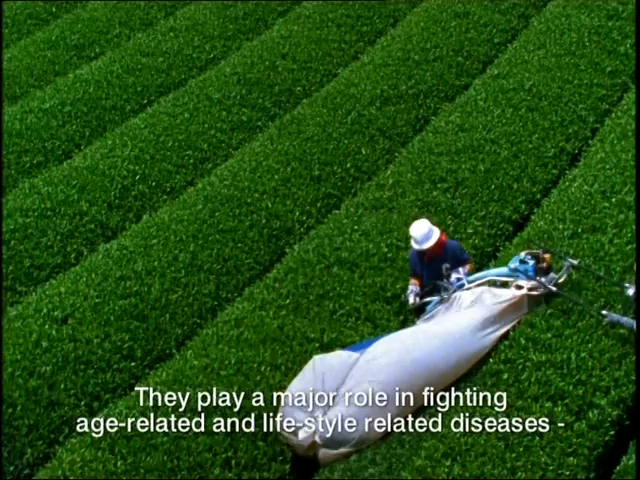 They play a major role in fighting
age-related and life-style related diseases -